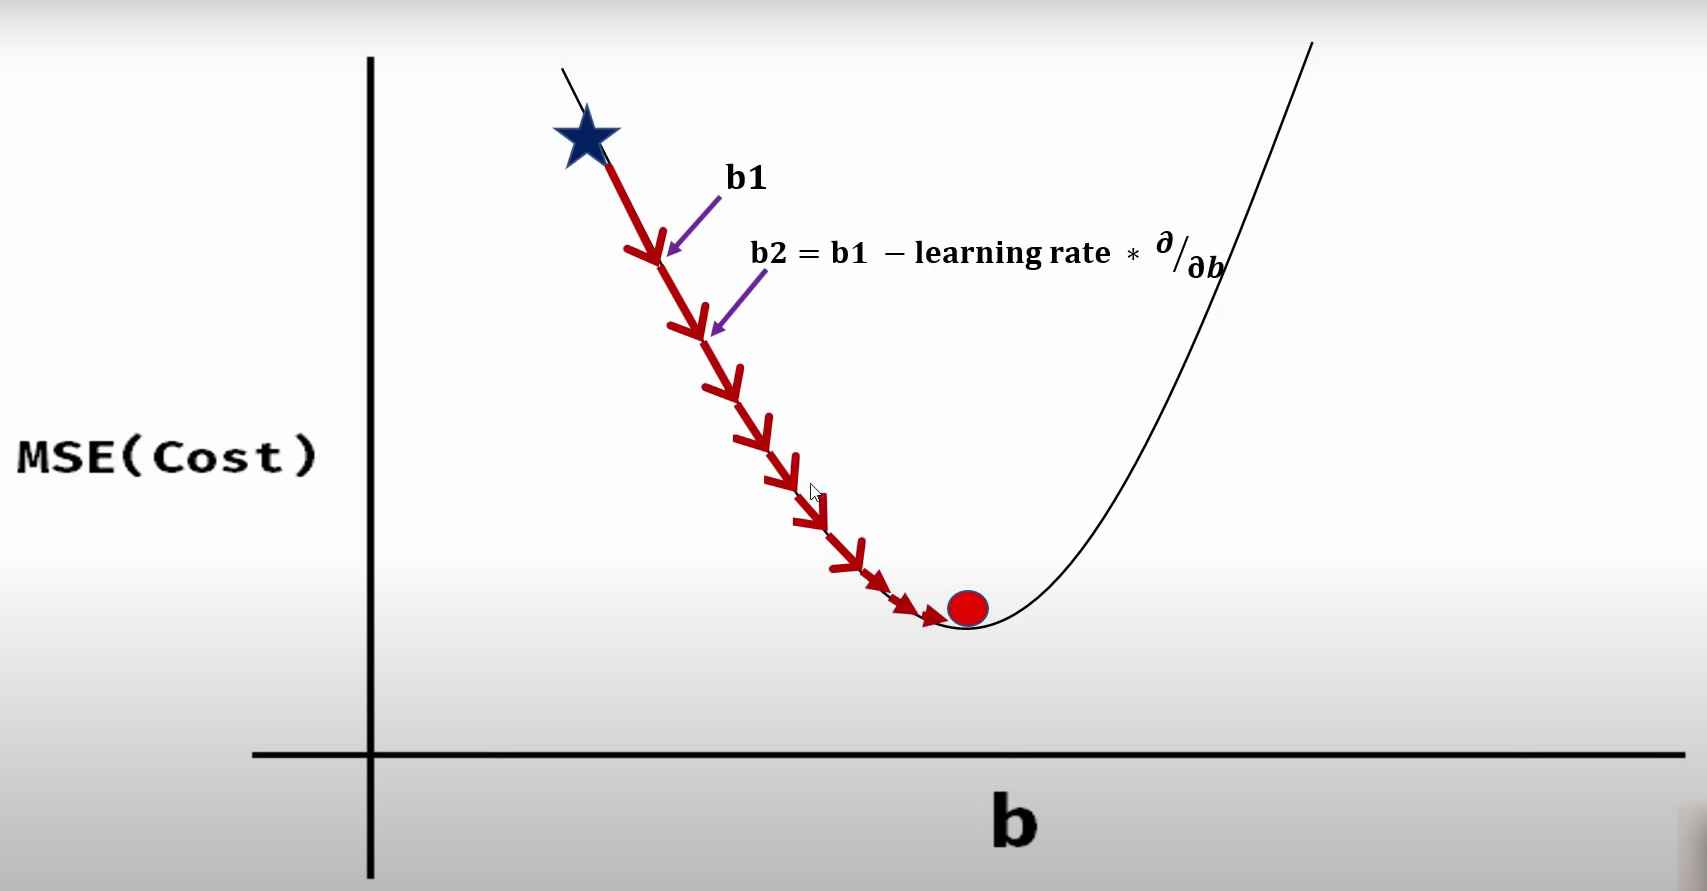 b1
b2 = b1 − learning rate * ∂/∂b
MSE(Cost)
b